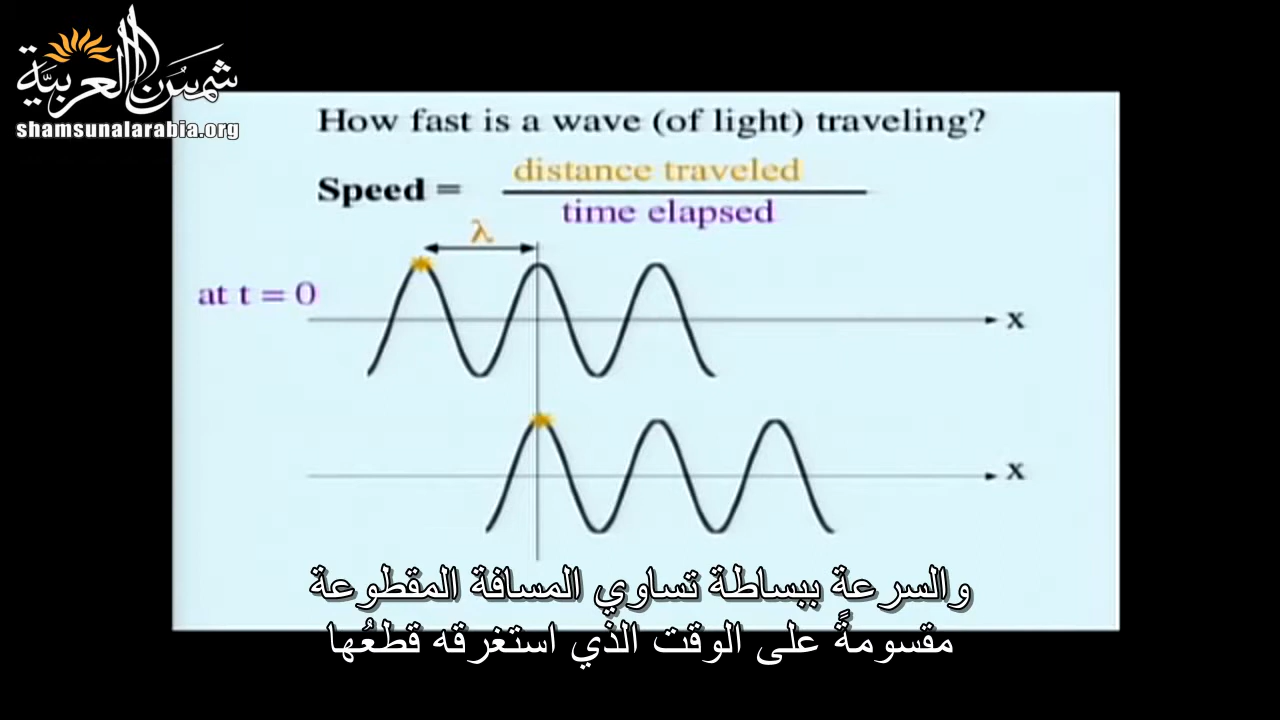 شمسُ العربيَّة
shamsunalarabia.org
How fast is a wave (of light) traveling?
Speed = distance traveled
time elapsed
λ
at t = 0
x
x
والسرعة ببساطة تساوي المسافة المقطوعة
مقسومةً على الوقت الذي استغرقه قطعُها